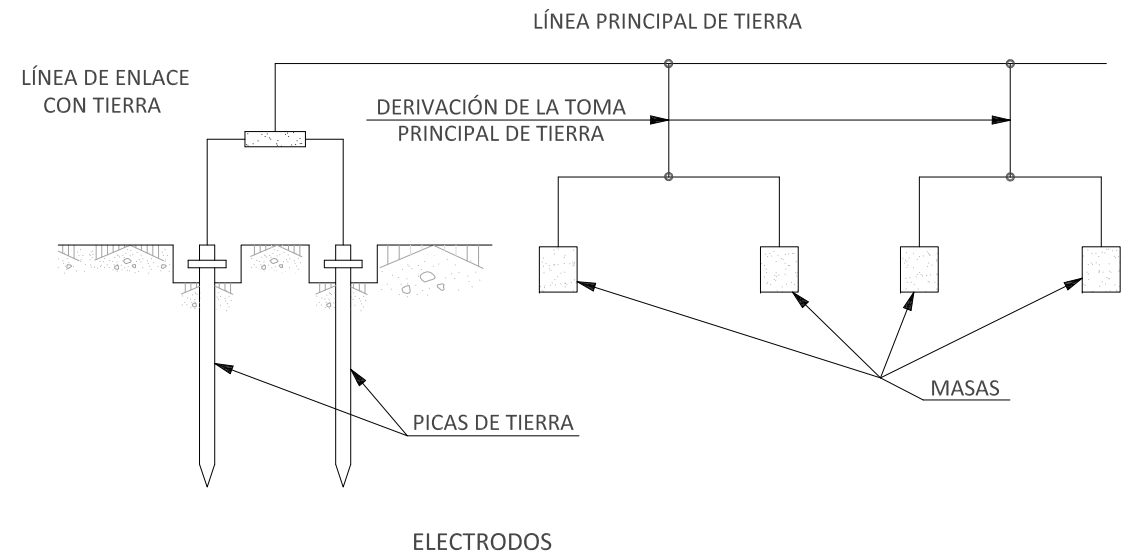 LÍNEA PRINCIPAL DE TIERRA
LÍNEA DE ENLACE
CON TIERRA
DERIVACIÓN DE LA TOMA
PRINCIPAL DE TIERRA
MASAS
PICAS DE TIERRA
ELECTRODOS